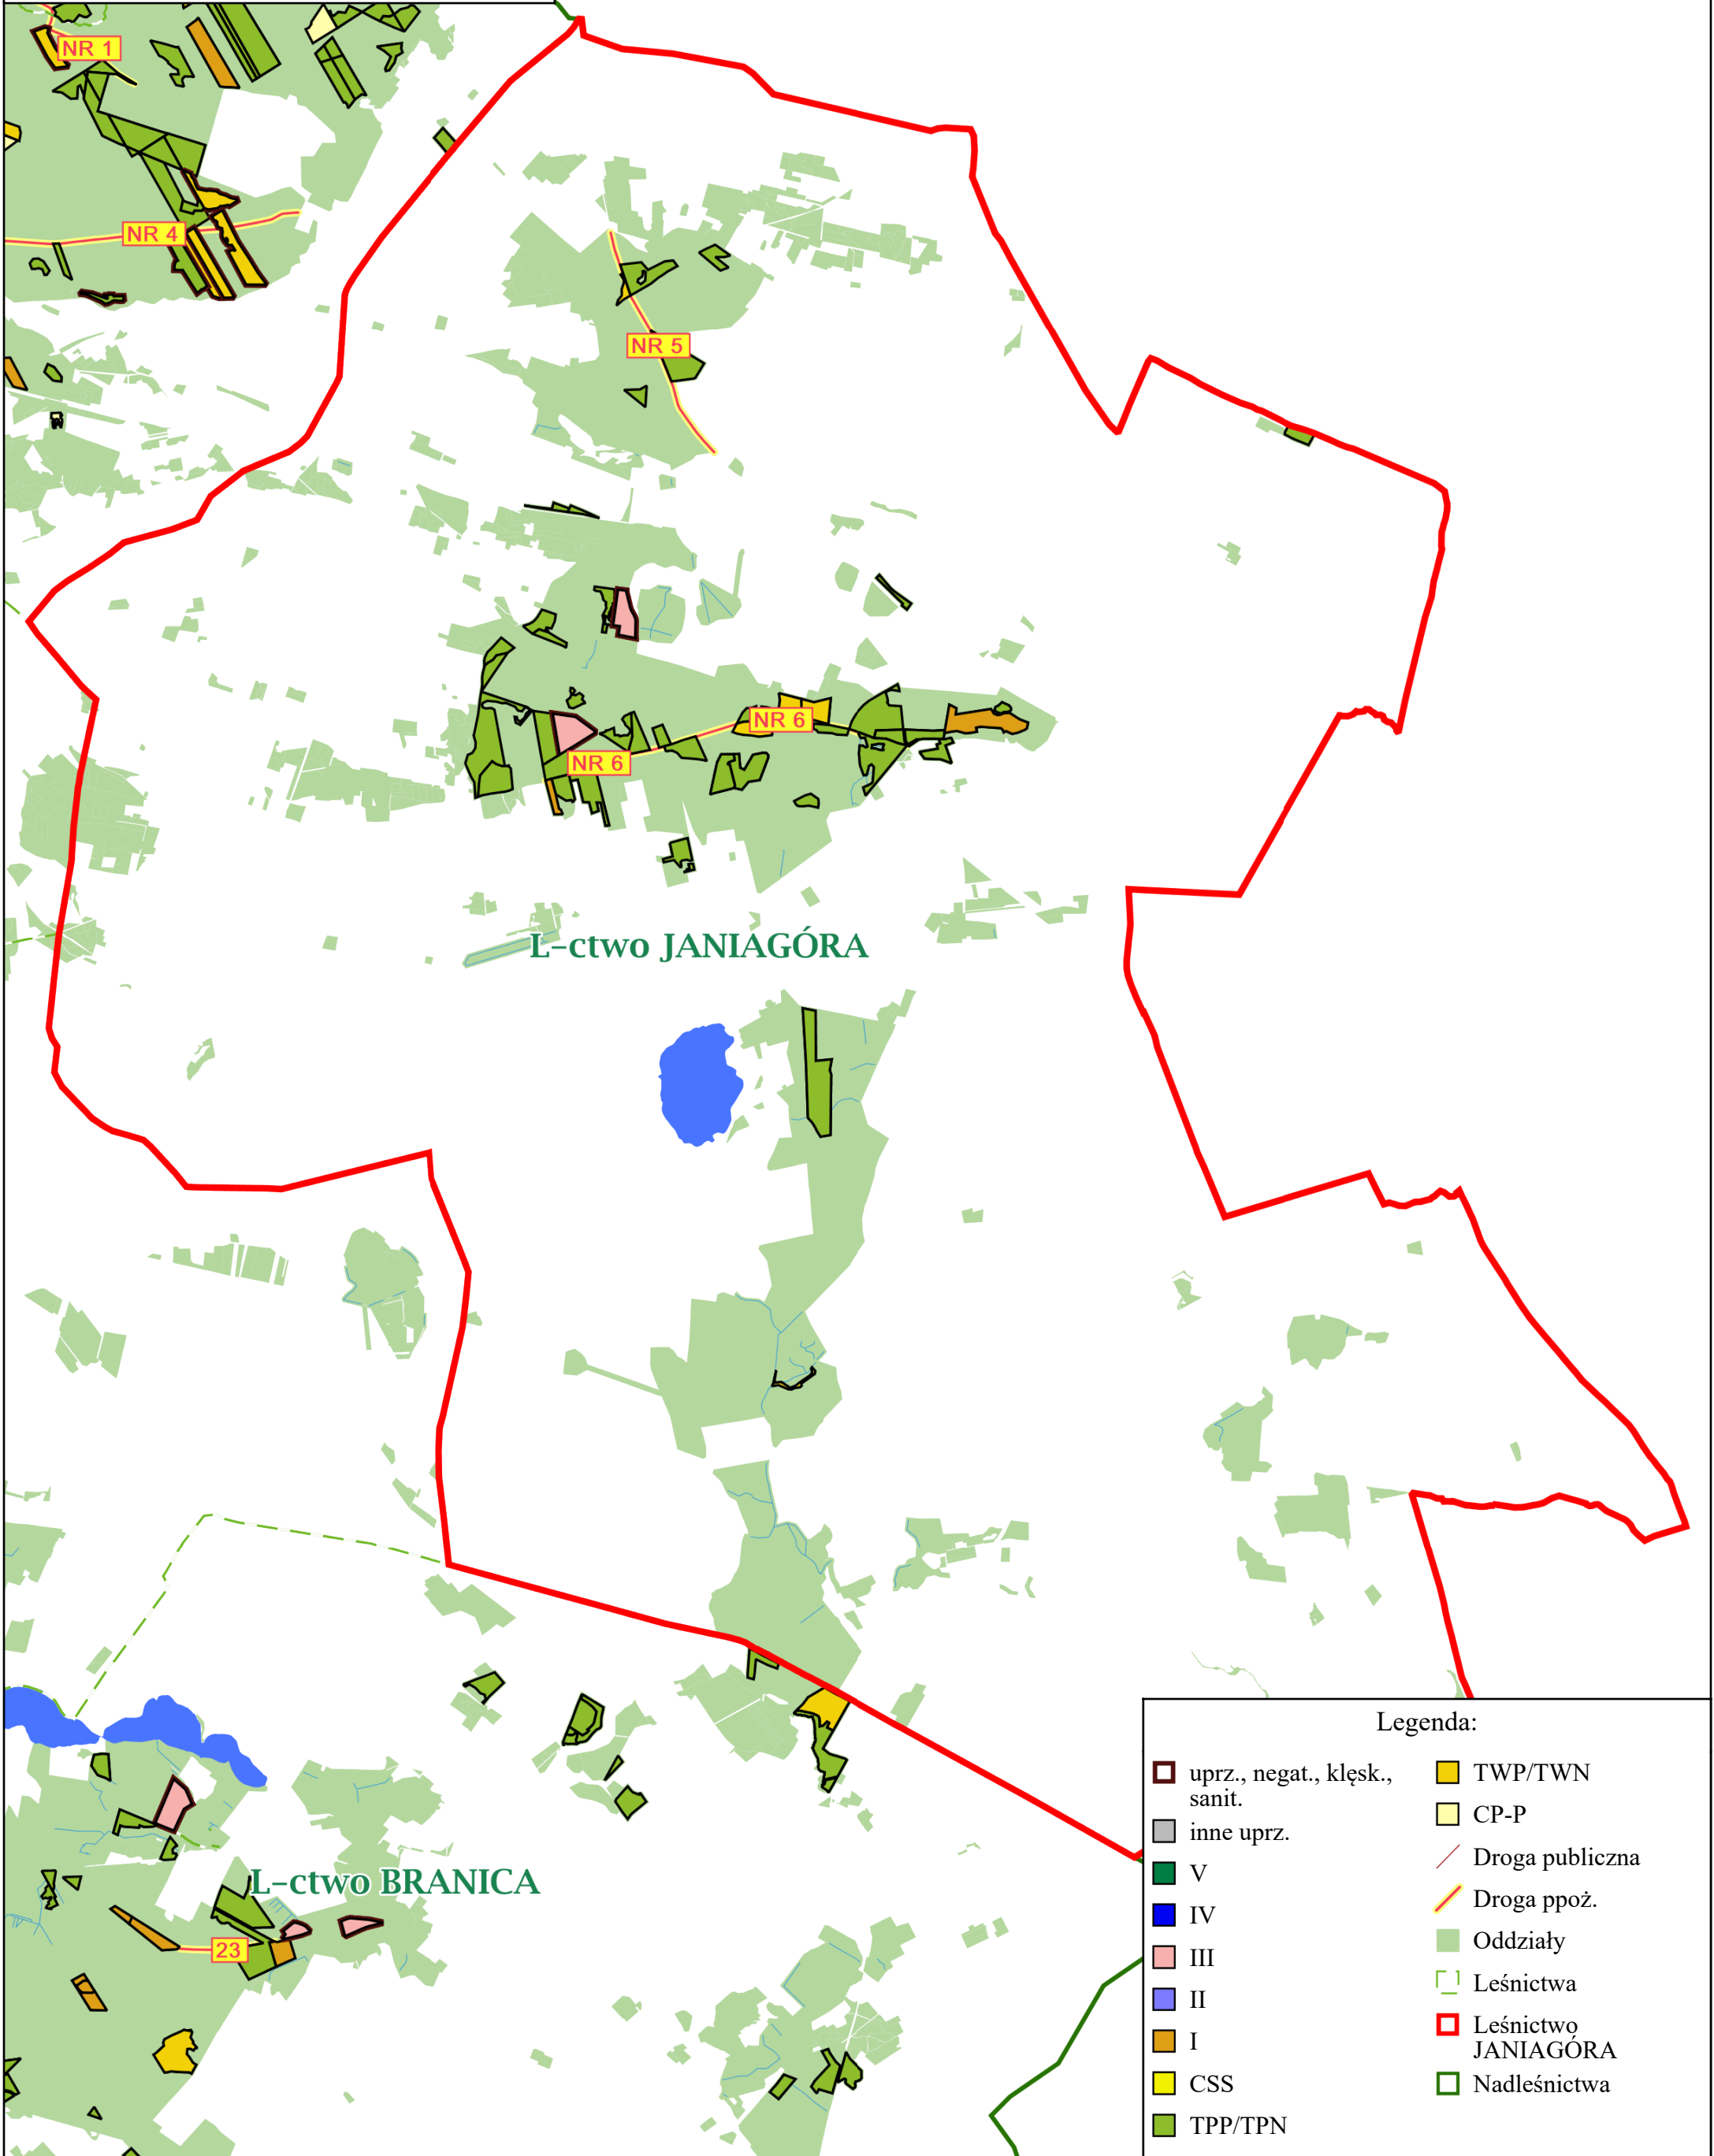 NR 1
NR 4
NR 5
NR 6
NR 6
L-ctwo JANIAGÓRA
L-ctwo BRANICA
23
Legenda:
uprz., negat., klęsk.,
sanit.
inne uprz.
V
IV
III
II
I
CSS
TPP/TPN
TWP/TWN
CP-P
Droga publiczna
Droga ppoż.
Oddziały
Leśnictwa
Leśnictwo
JANIAGÓRA
Nadleśnictwa